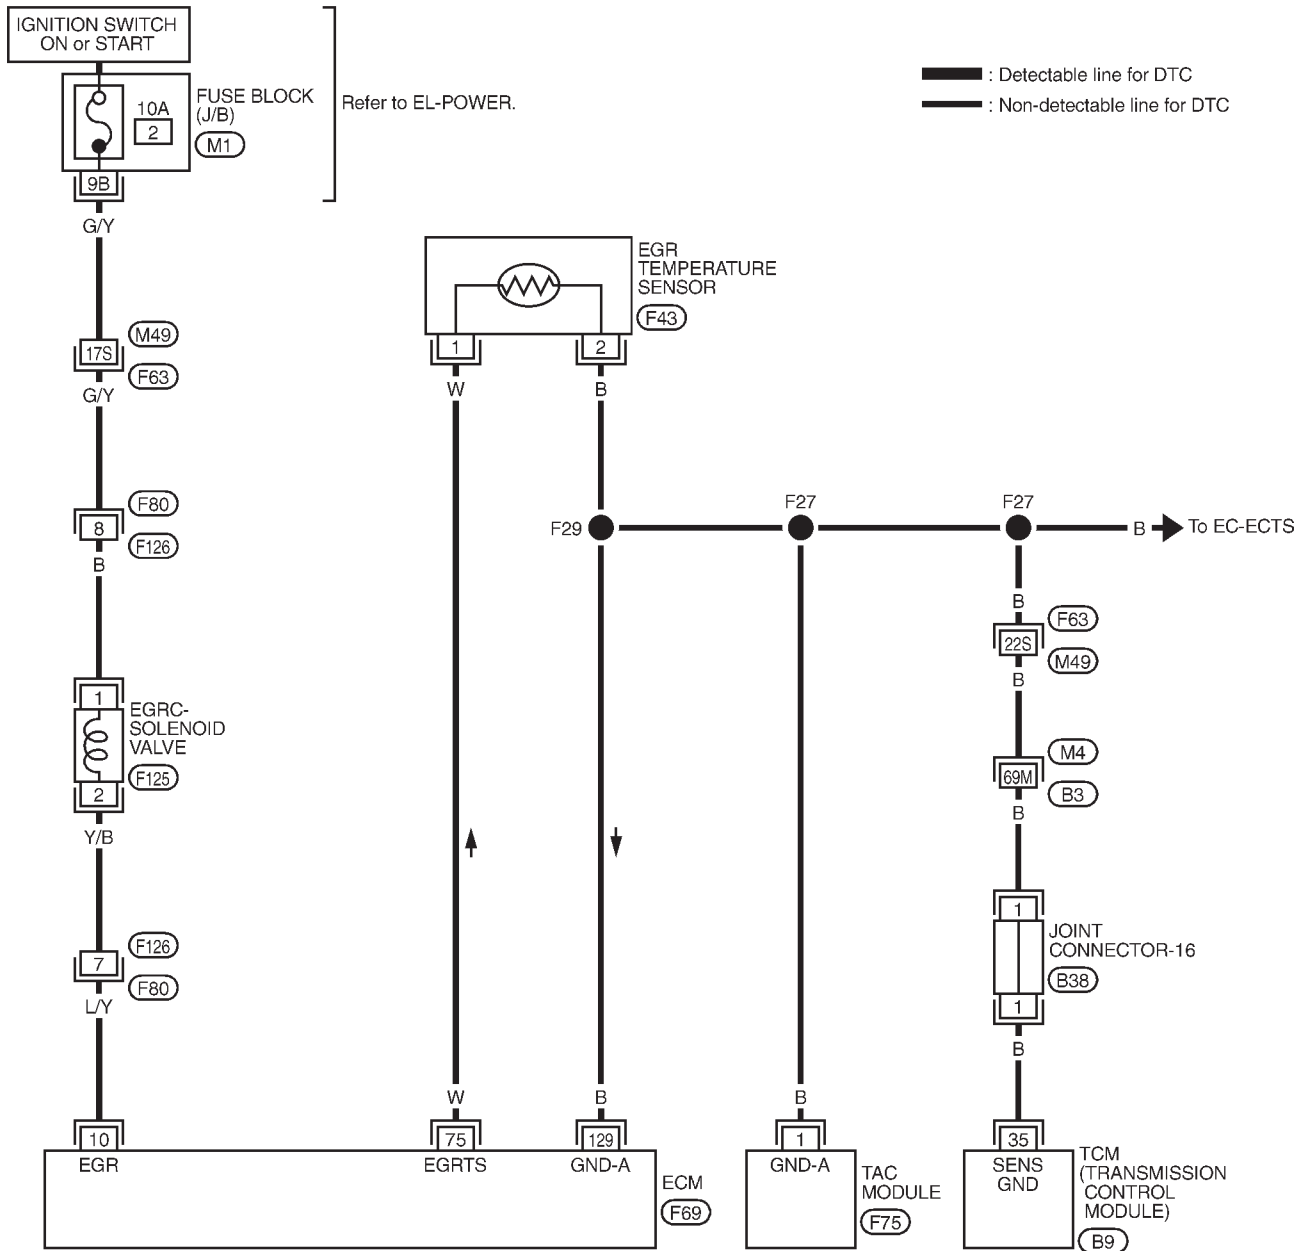 IGNITION SWITCH
ON or START
10A
2
FUSE BLOCK
(J/B)
M1
Refer to EL-POWER.
: Detectable line for DTC
: Non-detectable line for DTC
9B
G/Y
M49
17S
F63
G/Y
F80
8
F126
B
1
EGRC-
SOLENOID
VALVE
F125
2
Y/B
F126
7
F80
L/Y
EGR
TEMPERATURE
SENSOR
F43
1
2
W
B
F29
F27
F27
B
To EC-ECTS
B
F63
22S
M49
B
M4
69M
B3
B
1
JOINT
CONNECTOR-16
B38
1
B
W
B
B
10
75
129
1
35
EGR
EGRTS
GND-A
ECM
F69
GND-A
TAC
MODULE
F75
SENS
GND
TCM
(TRANSMISSION
CONTROL
MODULE)
B9